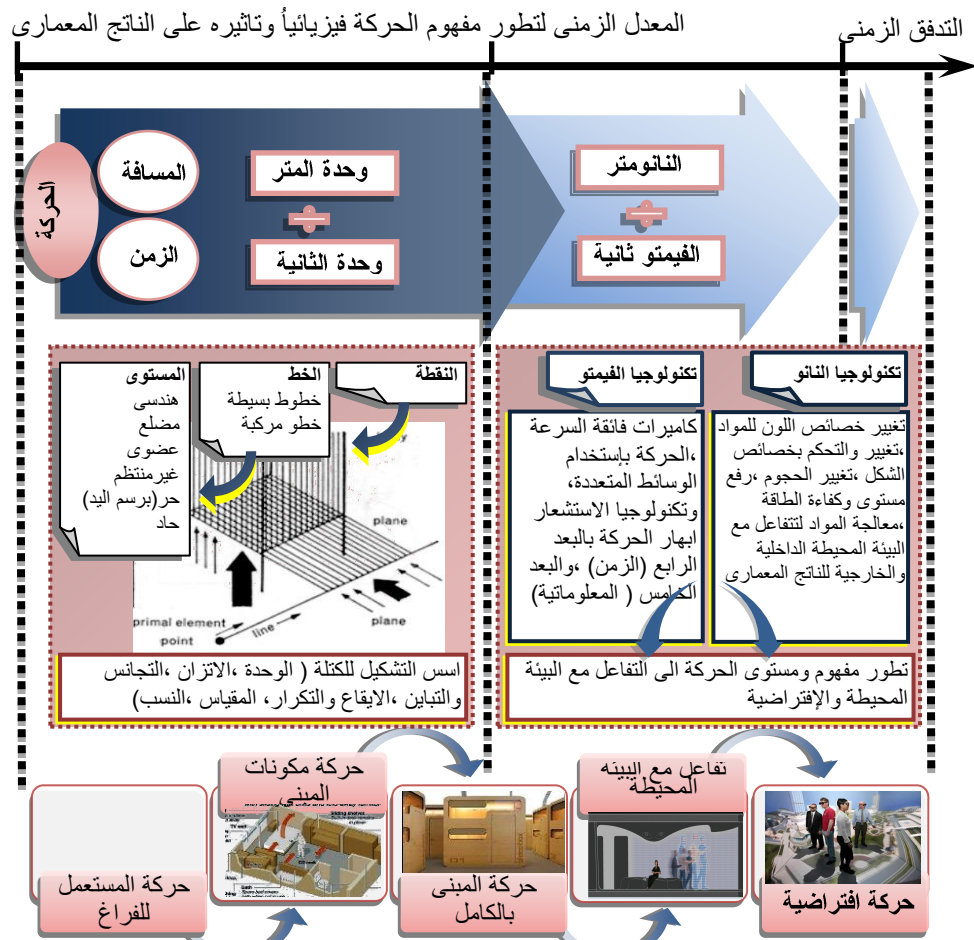 المعدل الزمنى لتطور مفهوم الحركة فيزيائياُ وتاثيره على الناتج المعمارى
التدفق الزمنى
الحركة
المسافة
الزمن
وحدة المتر
وحدة الثانية
النانومتر
الفيمتو ثانية
المستوى
هندسى
مضلع
عضوى
غيرمنتظم
حر(برسم اليد)
حاد
الخط
خطوط بسيطة
خطو مركبة
النقطة
plane
plane
primal element
point
line
اسس التشكيل للكتلة ( الوحدة ،الاتزان ،التجانس
والتباين ،الايقاع والتكرار، المقياس ،النسب)
تكنولوجيا الفيمتو
كاميرات فائقة السرعة
،الحركة بإستخدام
الوسائط المتعددة،
وتكنولوجيا الاستشعار
ابهار الحركة بالبعد
الرابع (الزمن) ،والبعد
الخامس ( المعلوماتية)
تكنولوجيا النانو
تغيير خصائص اللون للمواد
،تغيير والتحكم بخصائص
الشكل ،تغيير الحجوم ،رفع
مستوى وكفاءة الطاقة
،معالجة المواد لتتفاعل مع
البيئة المحيطة الداخلية
والخارجية للناتج المعمارى
تطور مفهوم ومستوى الحركة الى التفاعل مع البيئة
المحيطة والإفتراضية
حركة المستعمل
للفراغ
حركة مكونات
المبنى
حركة المبنى
بالكامل
تفاعل مع البيئه
المحيطة
حركة افتراضية